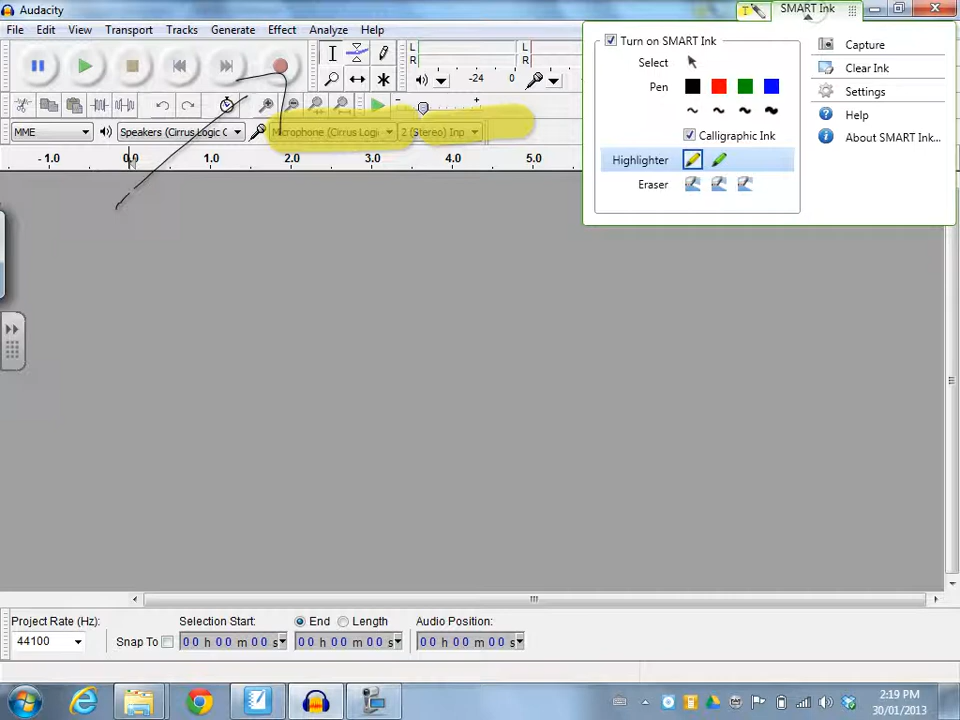 Audacity
SMART Ink
File Edit View Transport Tracks Generate Effect Analyze Help
Turn on SMART Ink
Capture
Select
Clear Ink
Pen
Settings
Help
Calligraphic Ink
About SMART Ink...
Highlighter
Eraser
L
R
-24 0
L
R
MME Speakers (Cirrus Logic C Microphone (Cirrus Logic 2 (Stereo) Inp
- 1.0 0.0 1.0 2.0 3.0 4.0 5.0
Project Rate (Hz): Selection Start: End Length Audio Position:
44100 Snap To 00 h 00 m 00 s 00 h 00 m 00 s 00 h 00 m 00 s
2:19 PM
30/01/2013